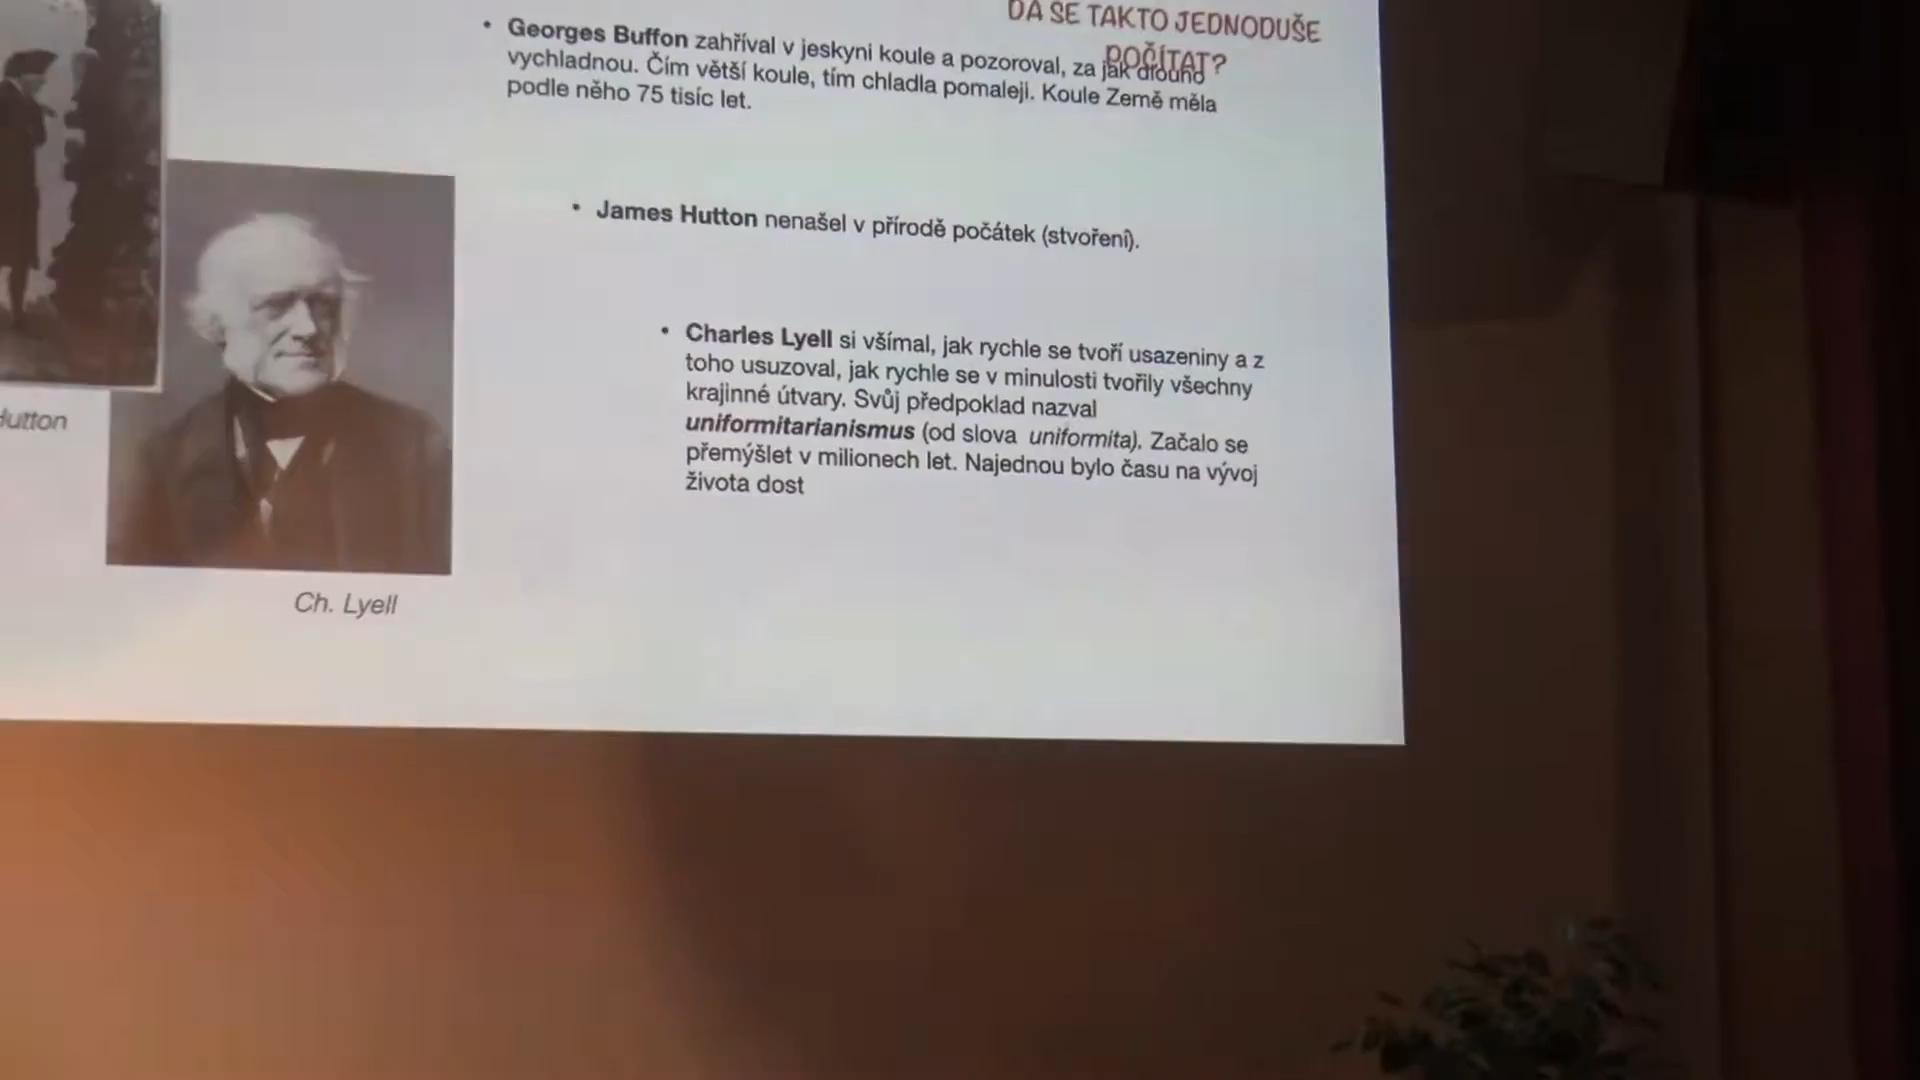 DÁ SE TAKTO JEDNODUŠE
POČÍTAT?
• Georges Buffon zahříval v jeskyni koule a pozoroval, za jak dlouho
vychladnou. Čím větší koule, tím chladla pomaleji. Koule Země měla
podle něho 75 tisíc let.
• James Hutton nenašel v přírodě počátek (stvoření).
• Charles Lyell si všímal, jak rychle se tvoří usazeniny a z
toho usuzoval, jak rychle se v minulosti tvořily všechny
krajinné útvary. Svůj předpoklad nazval
uniformitarianismus (od slova uniformita). Začalo se
přemýšlet v milionech let. Najednou bylo času na vývoj
života dost
Hutton
Ch. Lyell